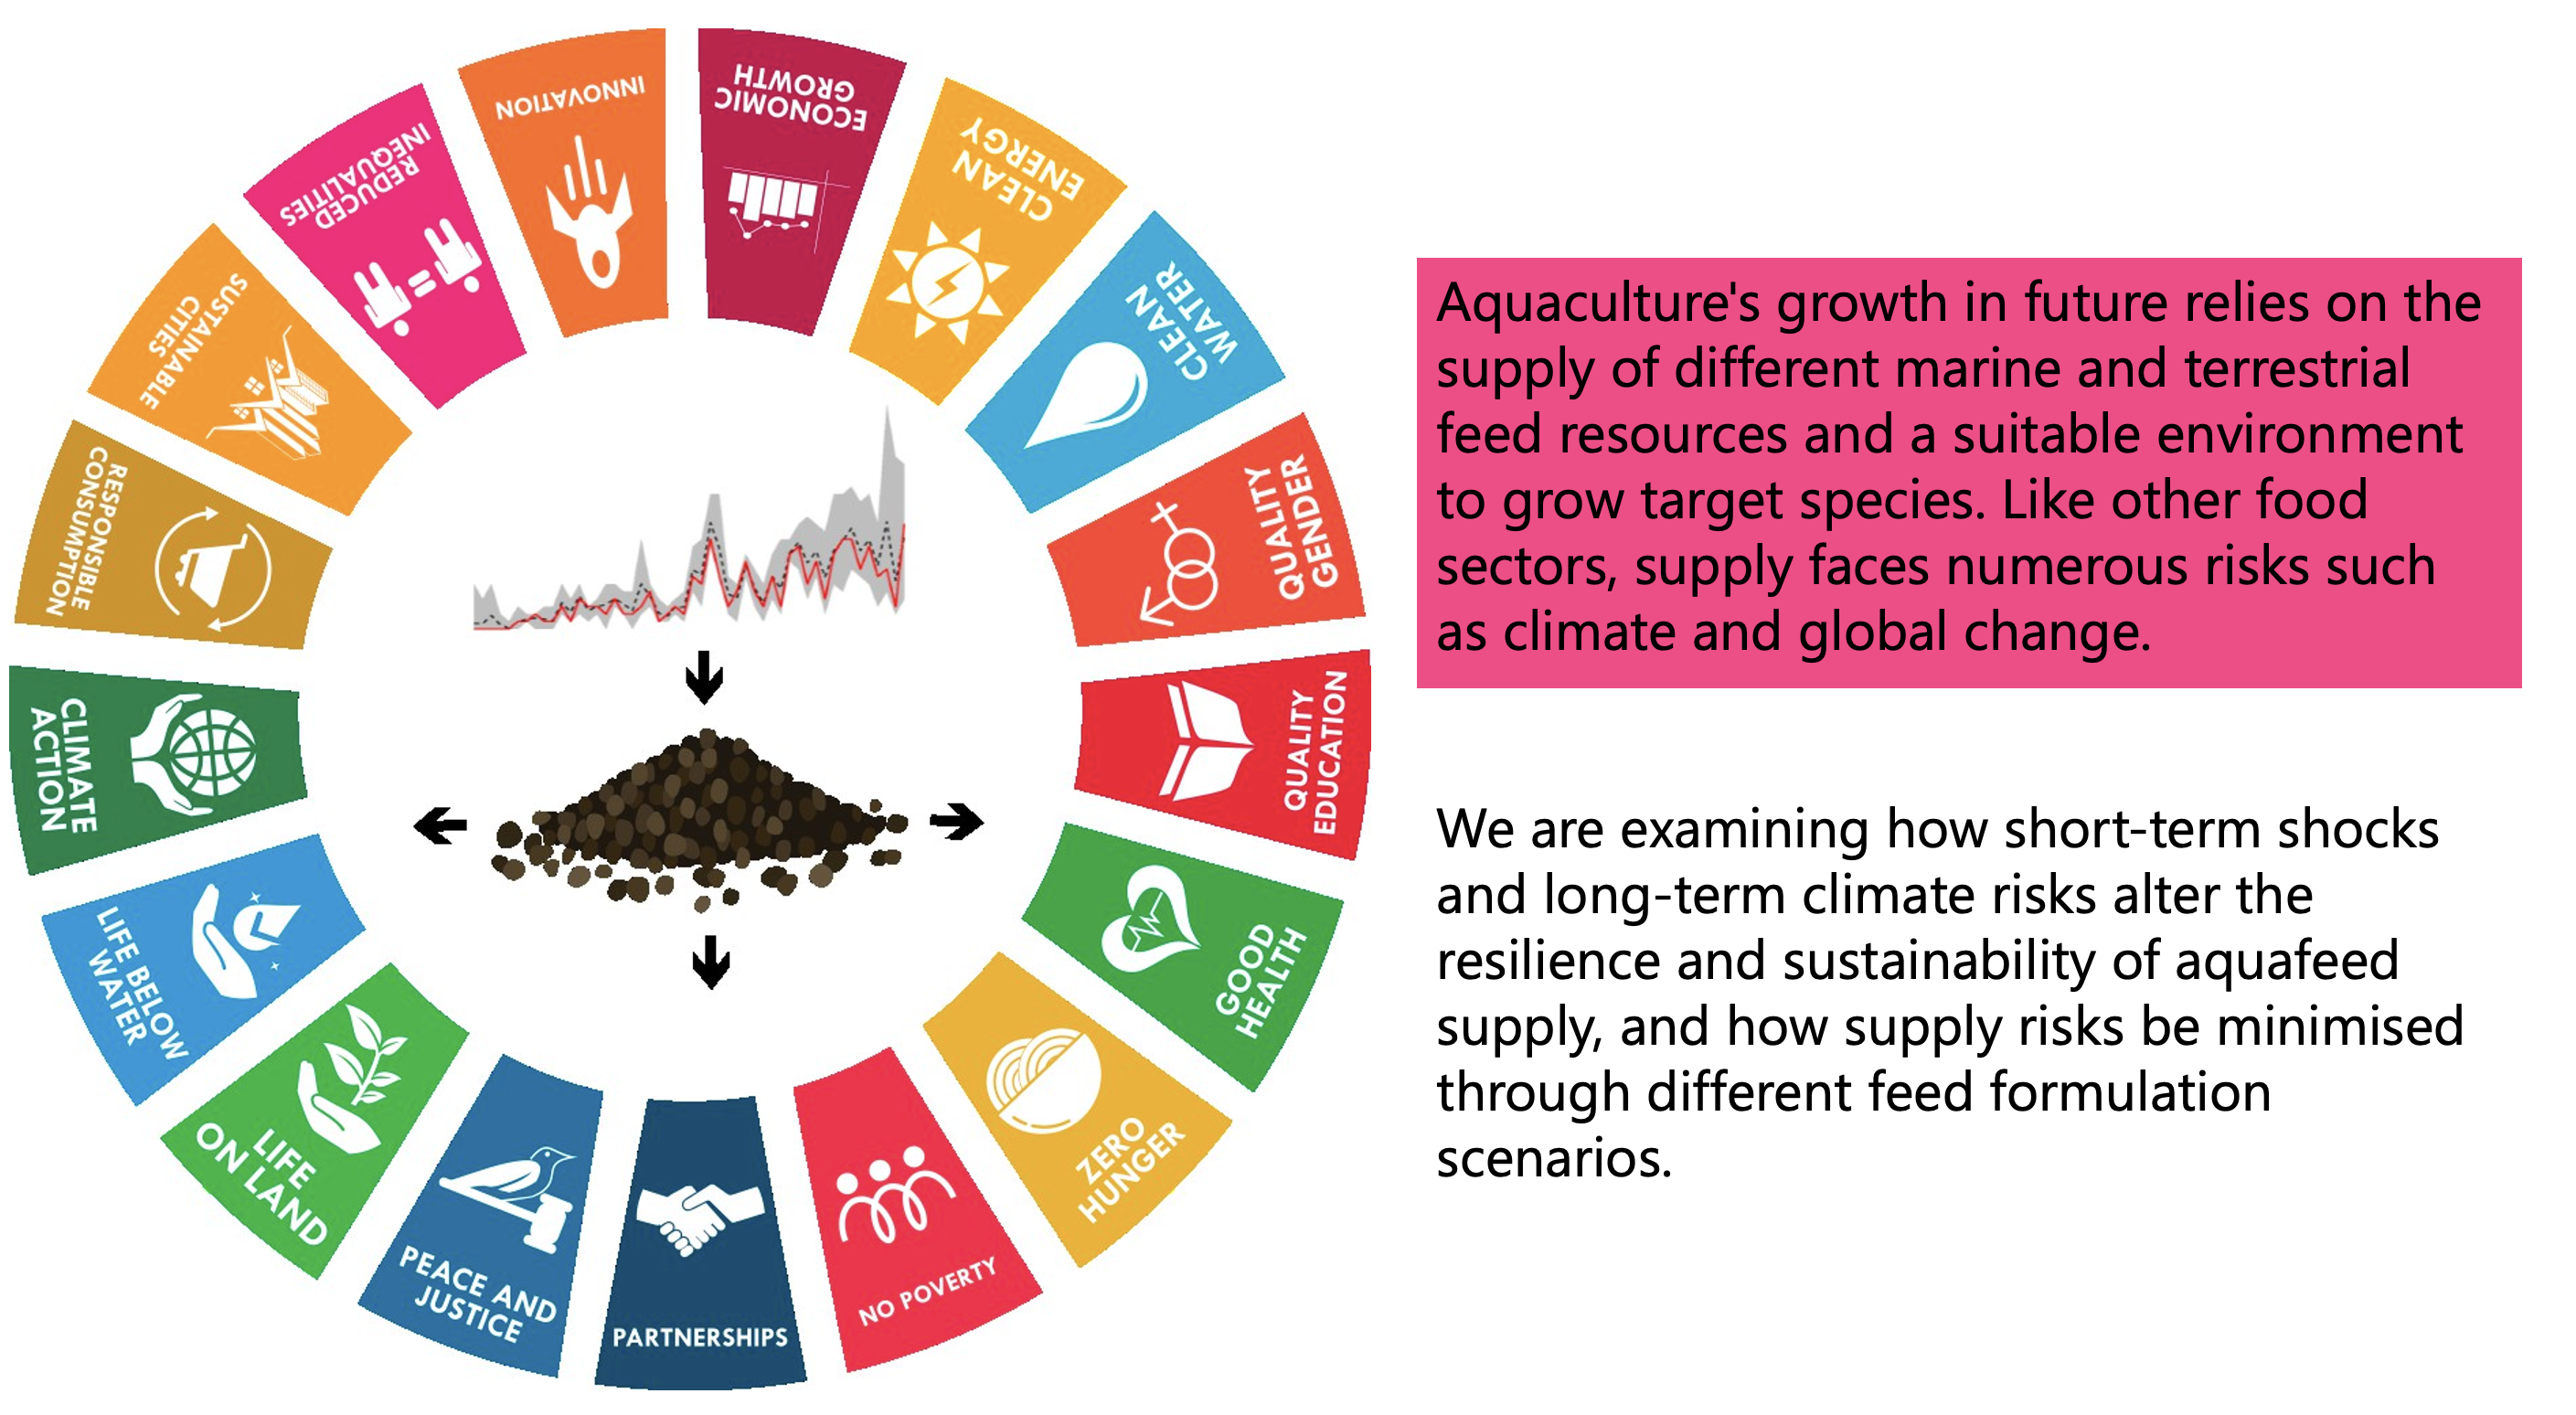 ECONOMIC
GROWTH
CLEAN
ENERGY
CLEAN
WATER
QUALITY
GENDER
QUALITY
EDUCATION
GOOD
HEALTH
ZERO
HUNGER
NO POVERTY
PARTNERSHIPS
PEACE AND
JUSTICE
LIFE
ON LAND
LIFE BELOW
WATER
CLIMATE
ACTION
RESPONSIBLE
CONSUMPTION
SUSTAINABLE
CITIES
REDUCED
INEQUALITIES
INNOVATION
Aquaculture's growth in future relies on the
supply of different marine and terrestrial
feed resources and a suitable environment
to grow target species. Like other food
sectors, supply faces numerous risks such
as climate and global change.
We are examining how short-term shocks
and long-term climate risks alter the
resilience and sustainability of aquafeed
supply, and how supply risks be minimised
through different feed formulation
scenarios.